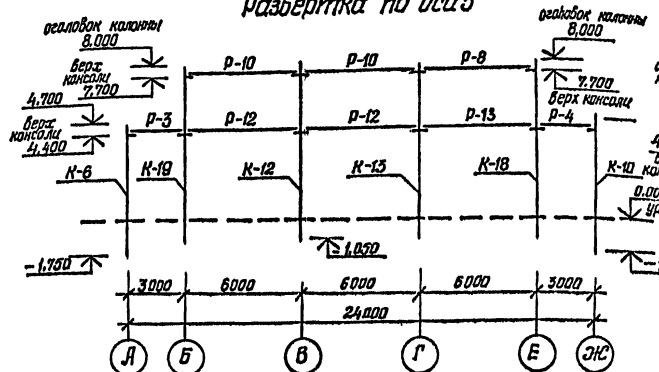 Развертка по оси 5
оголовок колонны
8.000
верх консоли
7.700
4.700
верх консоли
4.400
Р-10 Р-10 Р-8
оголовок колонны
8,000
7.700
верх консоли
Р-3 Р-12 Р-12 Р-13 Р-4
К-6 К-19 К-12 К-13 К-18 К-10
0.00
-1.750
-1.050
3000 6000 6000 6000 3000
24000
А Б В Г Е Ж